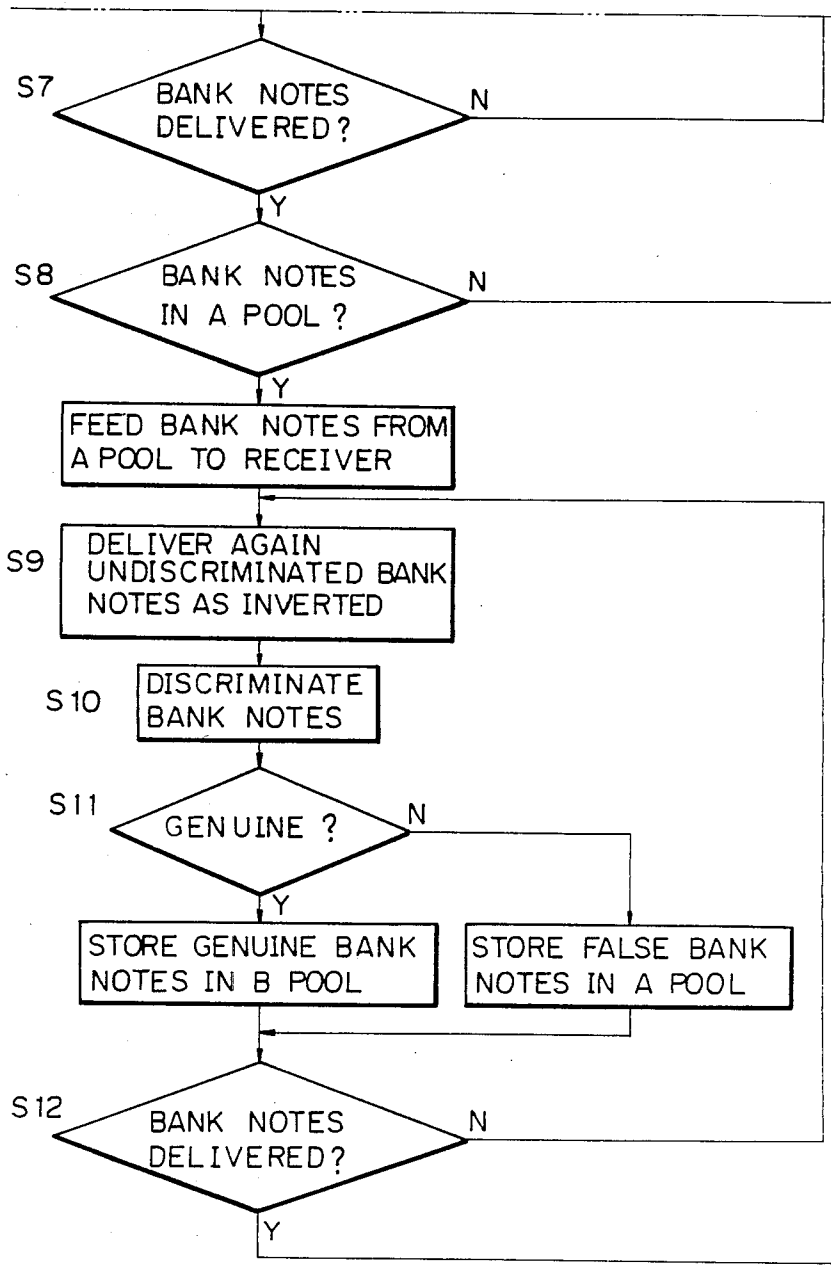 S7
BANK NOTES
DELIVERED?
N
Y
S8
BANK NOTES
IN A POOL?
N
Y
FEED BANK NOTES FROM
A POOL TO RECEIVER
S9
DELIVER AGAIN
UNDISCRIMINATED BANK
NOTES AS INVERTED
S10
DISCRIMINATE
BANK NOTES
S11
GENUINE ?
N
Y
STORE GENUINE BANK
NOTES IN B POOL
STORE FALSE BANK
NOTES IN A POOL
S12
BANK NOTES
DELIVERED?
N
Y